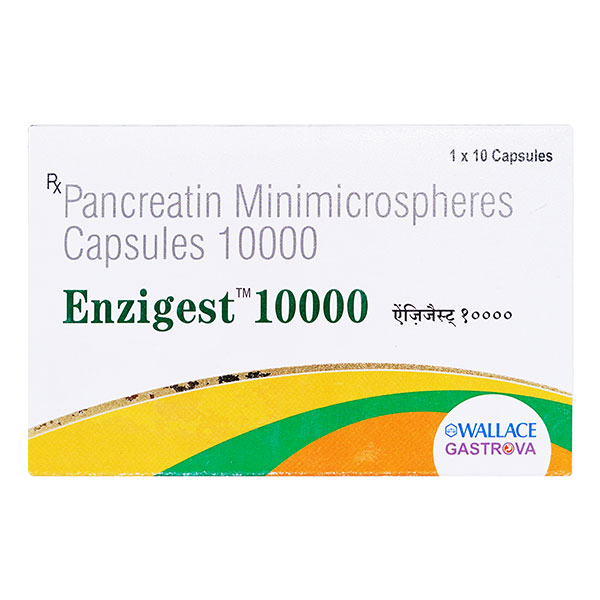 1 x 10 Capsules
Rx Pancreatin Minimicrospheres
Capsules 10000
Enzigest™ 10000 ऐंज़िजैस्ट् १००००
WALLACE
GASTROVA